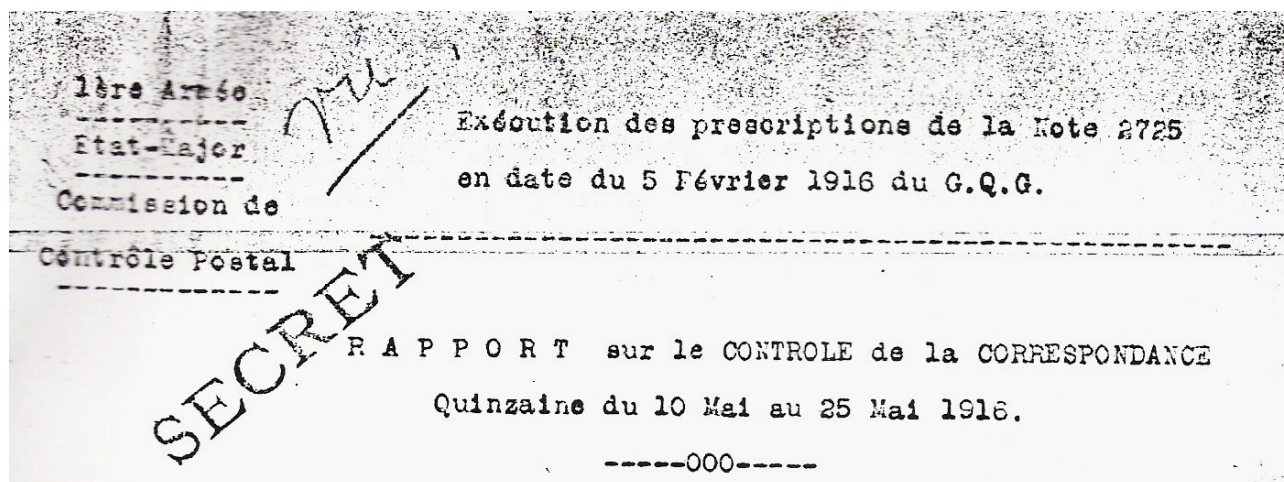 1ère Armée
----------
Etat-Major
----------
Commission de
Contrôle Postal
-------------
vu
SECRET
Exécution des prescriptions de la Note 2725
en date du 5 Février 1916 du G.Q.G.
--------------------------------------------------
R A P P O R T sur le CONTROLE de la CORRESPONDANCE
Quinzaine du 10 Mai au 25 Mai 1916.
-----000-----